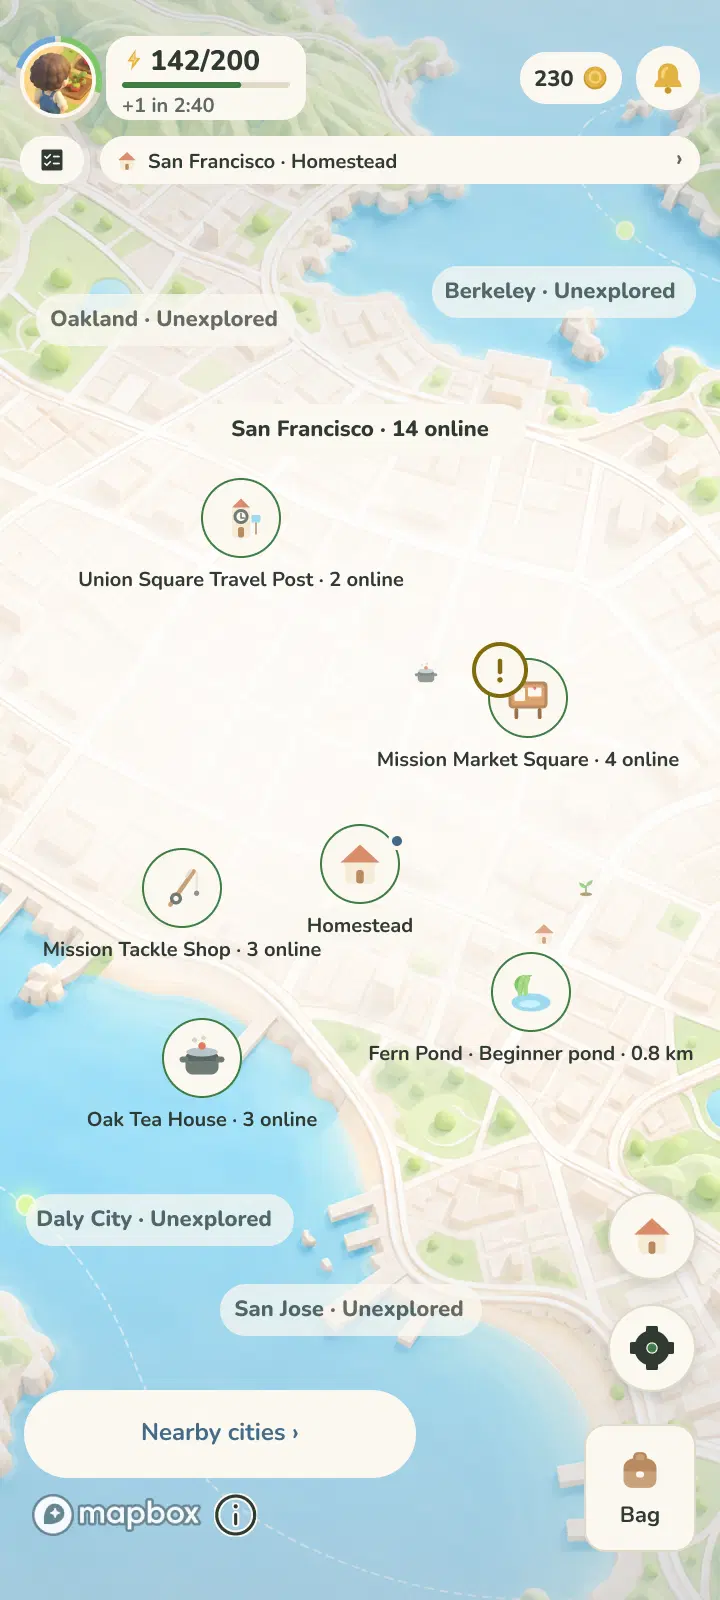 142/200
+1 in 2:40
230
San Francisco · Homestead ›
Berkeley · Unexplored
Oakland · Unexplored
San Francisco · 14 online
Union Square Travel Post · 2 online
!
Mission Market Square · 4 online
Homestead
Mission Tackle Shop · 3 online
Fern Pond · Beginner pond · 0.8 km
Oak Tea House · 3 online
Daly City · Unexplored
San Jose · Unexplored
Nearby cities ›
mapbox
Bag